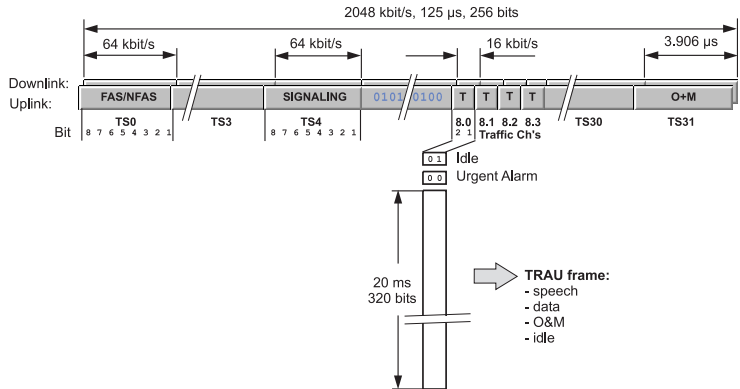 2048 kbit/s, 125 µs, 256 bits
64 kbit/s
64 kbit/s
16 kbit/s
3.906 µs
Downlink:
Uplink:
FAS/NFAS
SIGNALING
0101 0100
T
T
T
T
O+M
TS0
TS3
TS4
8.0
8.1
8.2
8.3
TS30
TS31
Bit
8 7 6 5 4 3 2 1
8 7 6 5 4 3 2 1
2 1
Traffic Ch's
0 1
Idle
0 0
Urgent Alarm
20 ms
320 bits
TRAU frame:
- speech
- data
- O&M
- idle